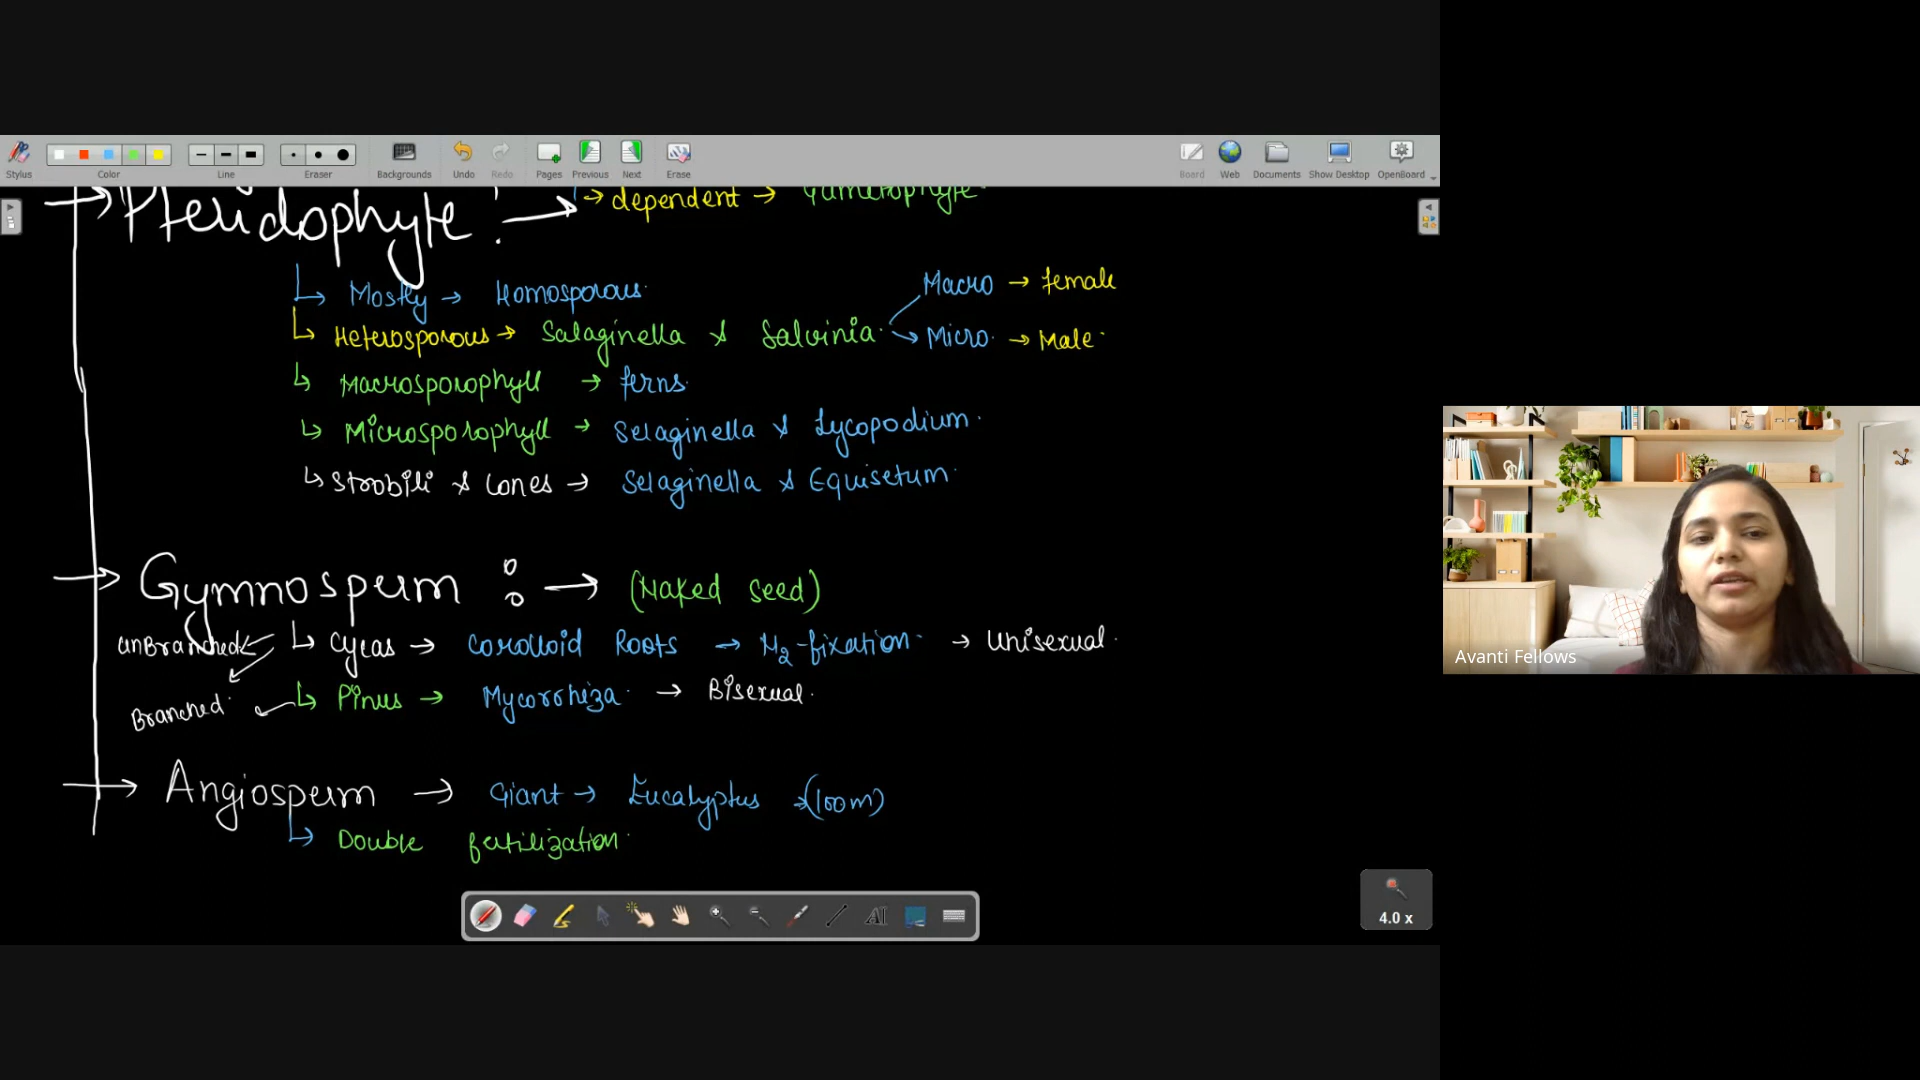 Stylus Color Line Eraser Backgrounds Undo Redo Pages Previous Next Erase Board Web Documents Show Desktop OpenBoard
→ Pteridophyte : → → dependent → Gametophyte
↳ Mostly → Homosporous
↳ Heterosporous → Salaginella & Salvinia
Macro → female
→ Micro → Male
↳ Macrosporophyll → ferns
↳ Microsporophyll → Selaginella & Lycopodium
↳ Strobili & Cones → Selaginella & Equisetum
→ Gymnosperm : → (Naked Seed)
unBranched ← ↳ Cycas → Corolloid Roots → N2-fixation → Unisexual
Branched ↳ Pinus → Mycorrhiza → Bisexual
→ Angiosperm → Giant → Eucalyptus → (100m)
↳ Double fertilization
4.0 x
Avanti Fellows